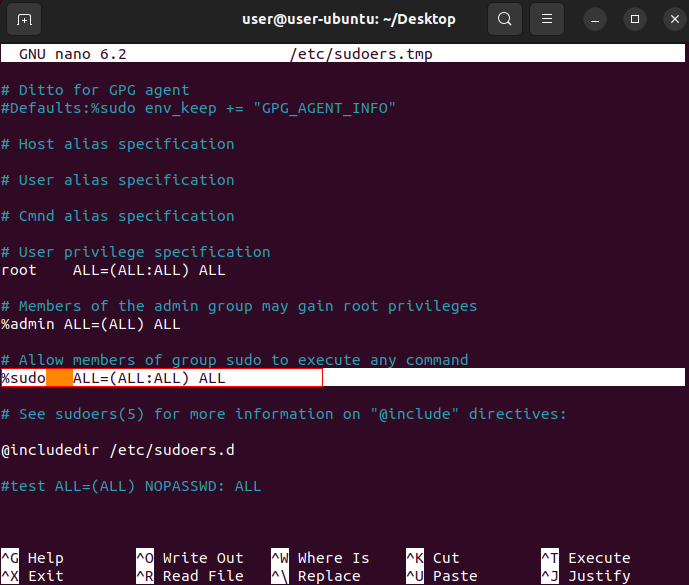 user@user-ubuntu: ~/Desktop
GNU nano 6.2 /etc/sudoers.tmp
# Ditto for GPG agent
#Defaults:%sudo env_keep += "GPG_AGENT_INFO"
# Host alias specification
# User alias specification
# Cmnd alias specification
# User privilege specification
root ALL=(ALL:ALL) ALL
# Members of the admin group may gain root privileges
%admin ALL=(ALL) ALL
# Allow members of group sudo to execute any command
%sudo ALL=(ALL:ALL) ALL
# See sudoers(5) for more information on "@include" directives:
@includedir /etc/sudoers.d
#test ALL=(ALL) NOPASSWD: ALL
^G Help ^O Write Out ^W Where Is ^K Cut ^T Execute
^X Exit ^R Read File ^\ Replace ^U Paste ^J Justify